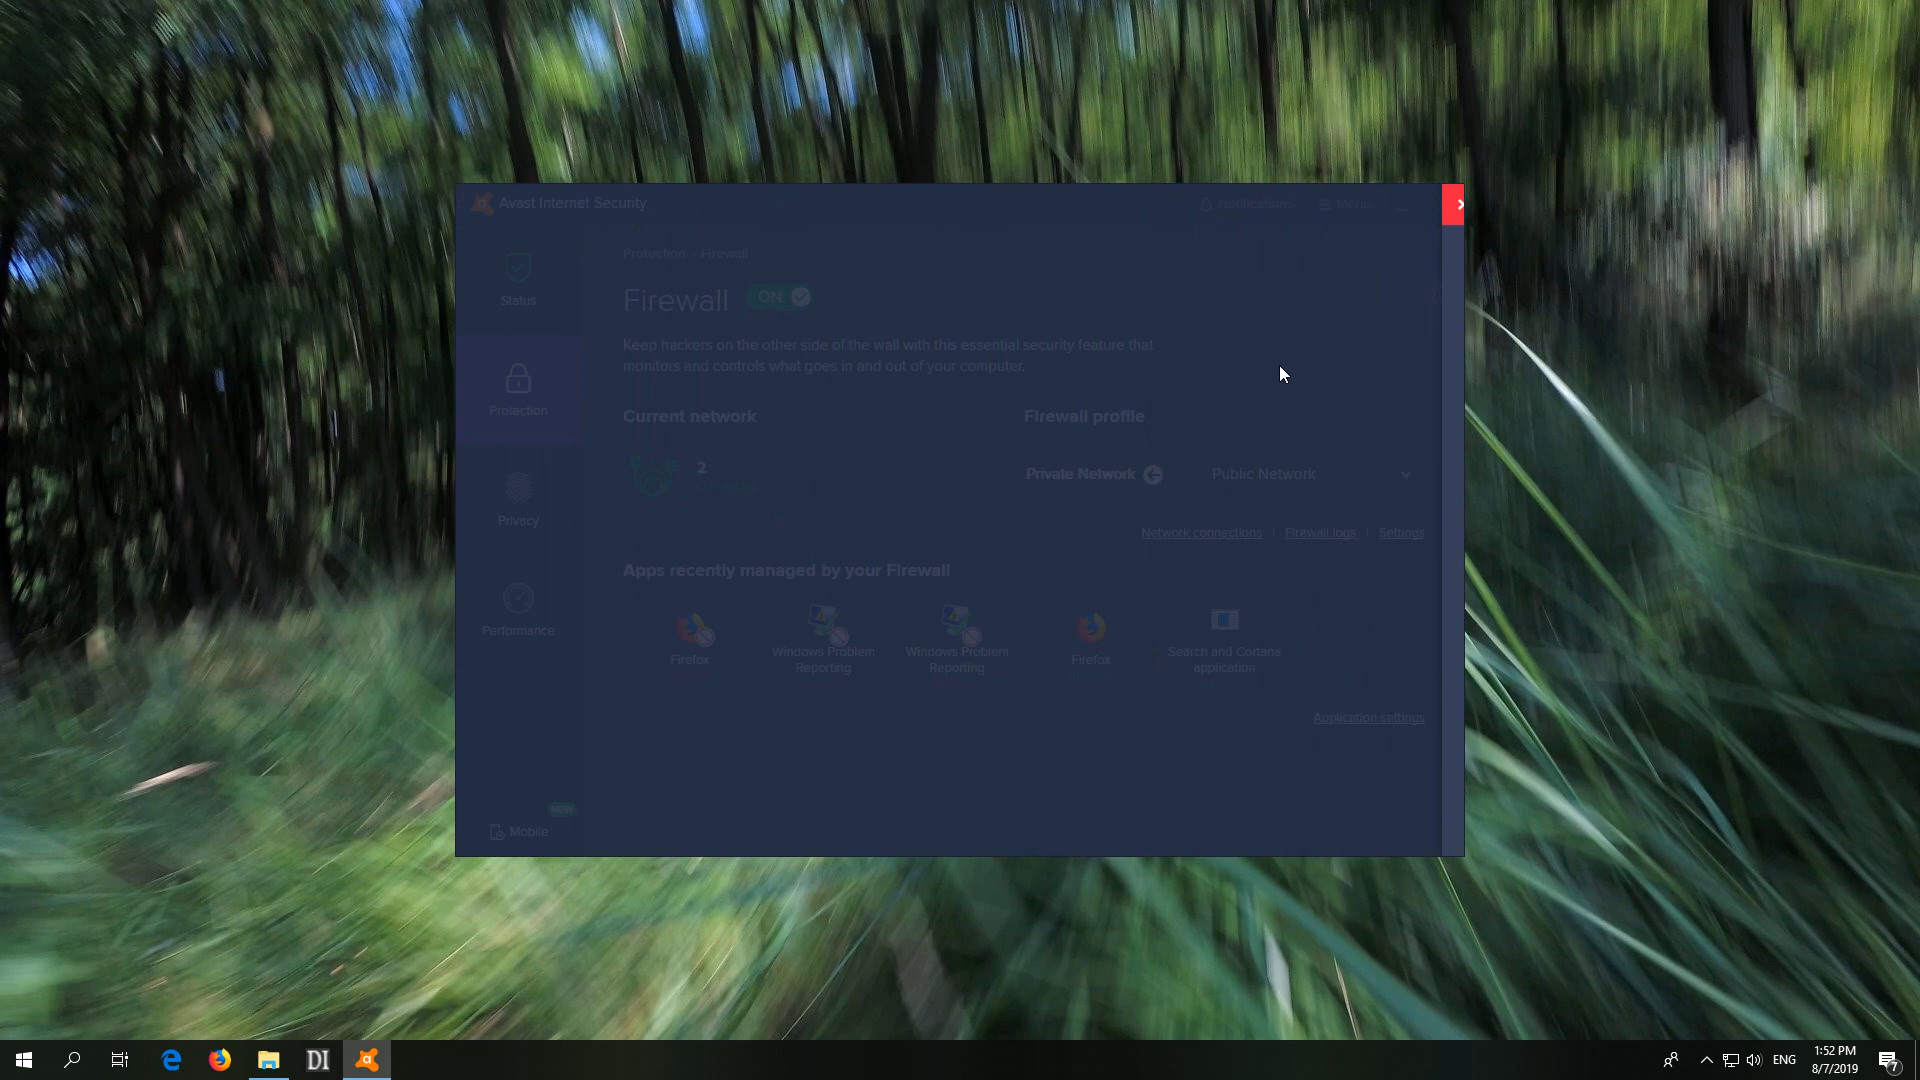 Avast Internet Security
Notifications
Menu
Status
Protection
Privacy
Performance
NEW
Mobile
Protection › Firewall
Firewall
ON
Keep hackers on the other side of the wall with this essential security feature that
monitors and controls what goes in and out of your computer.
Current network
2
Firewall profile
Private Network
Public Network
Network connections | Firewall logs | Settings
Apps recently managed by your Firewall
Firefox
Windows Problem
Reporting
Windows Problem
Reporting
Firefox
Search and Cortana
application
Application settings
DI
ENG
1:52 PM
8/7/2019
7